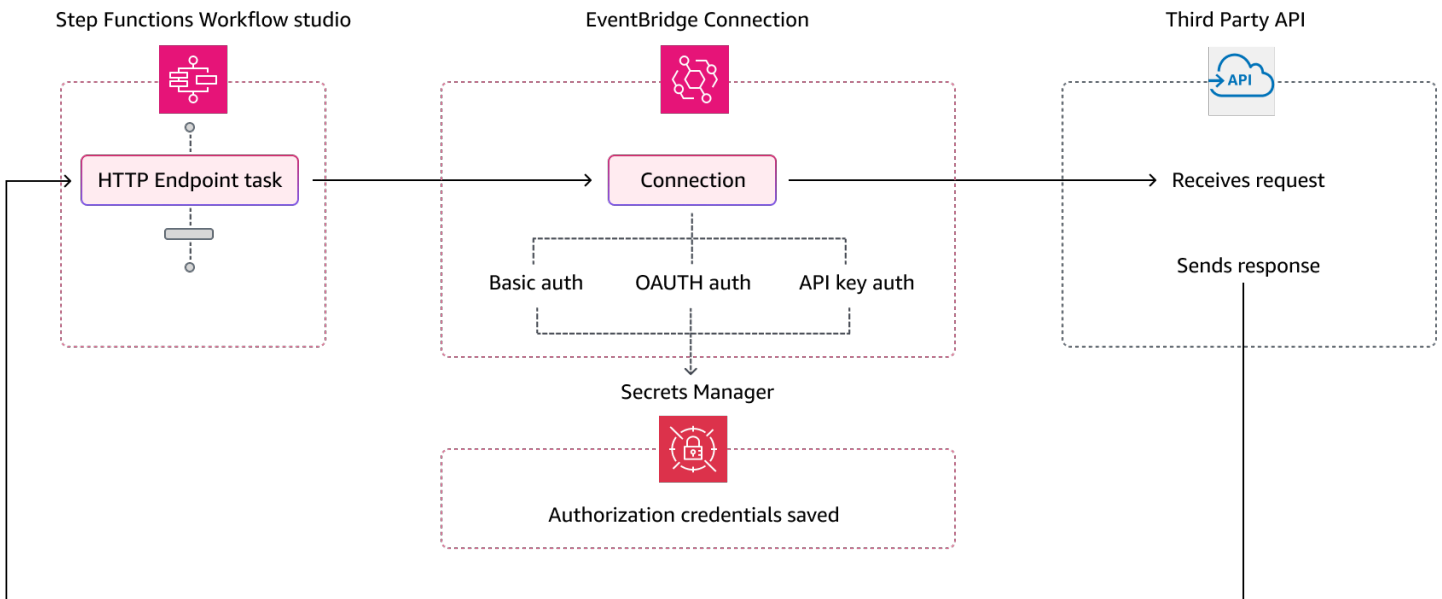 Step Functions Workflow studio
EventBridge Connection
Third Party API
API
HTTP Endpoint task
Connection
Receives request
Basic auth
OAUTH auth
API key auth
Sends response
Secrets Manager
Authorization credentials saved